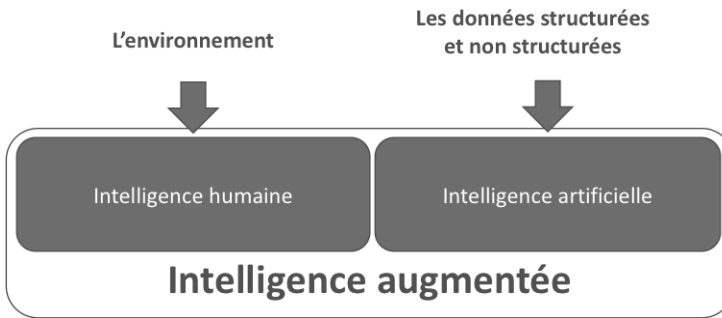 L’environnement
Les données structurées
et non structurées
Intelligence humaine
Intelligence artificielle
Intelligence augmentée